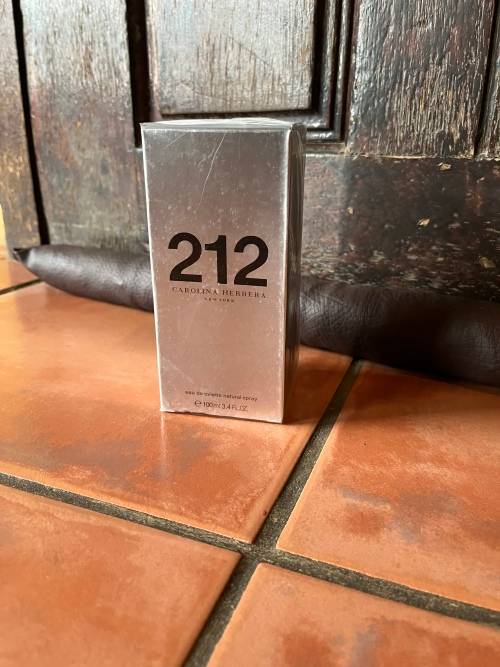 212
CAROLINA HERRERA
NEW YORK
eau de toilette natural spray
℮ 100ml 3.4 FL.OZ.